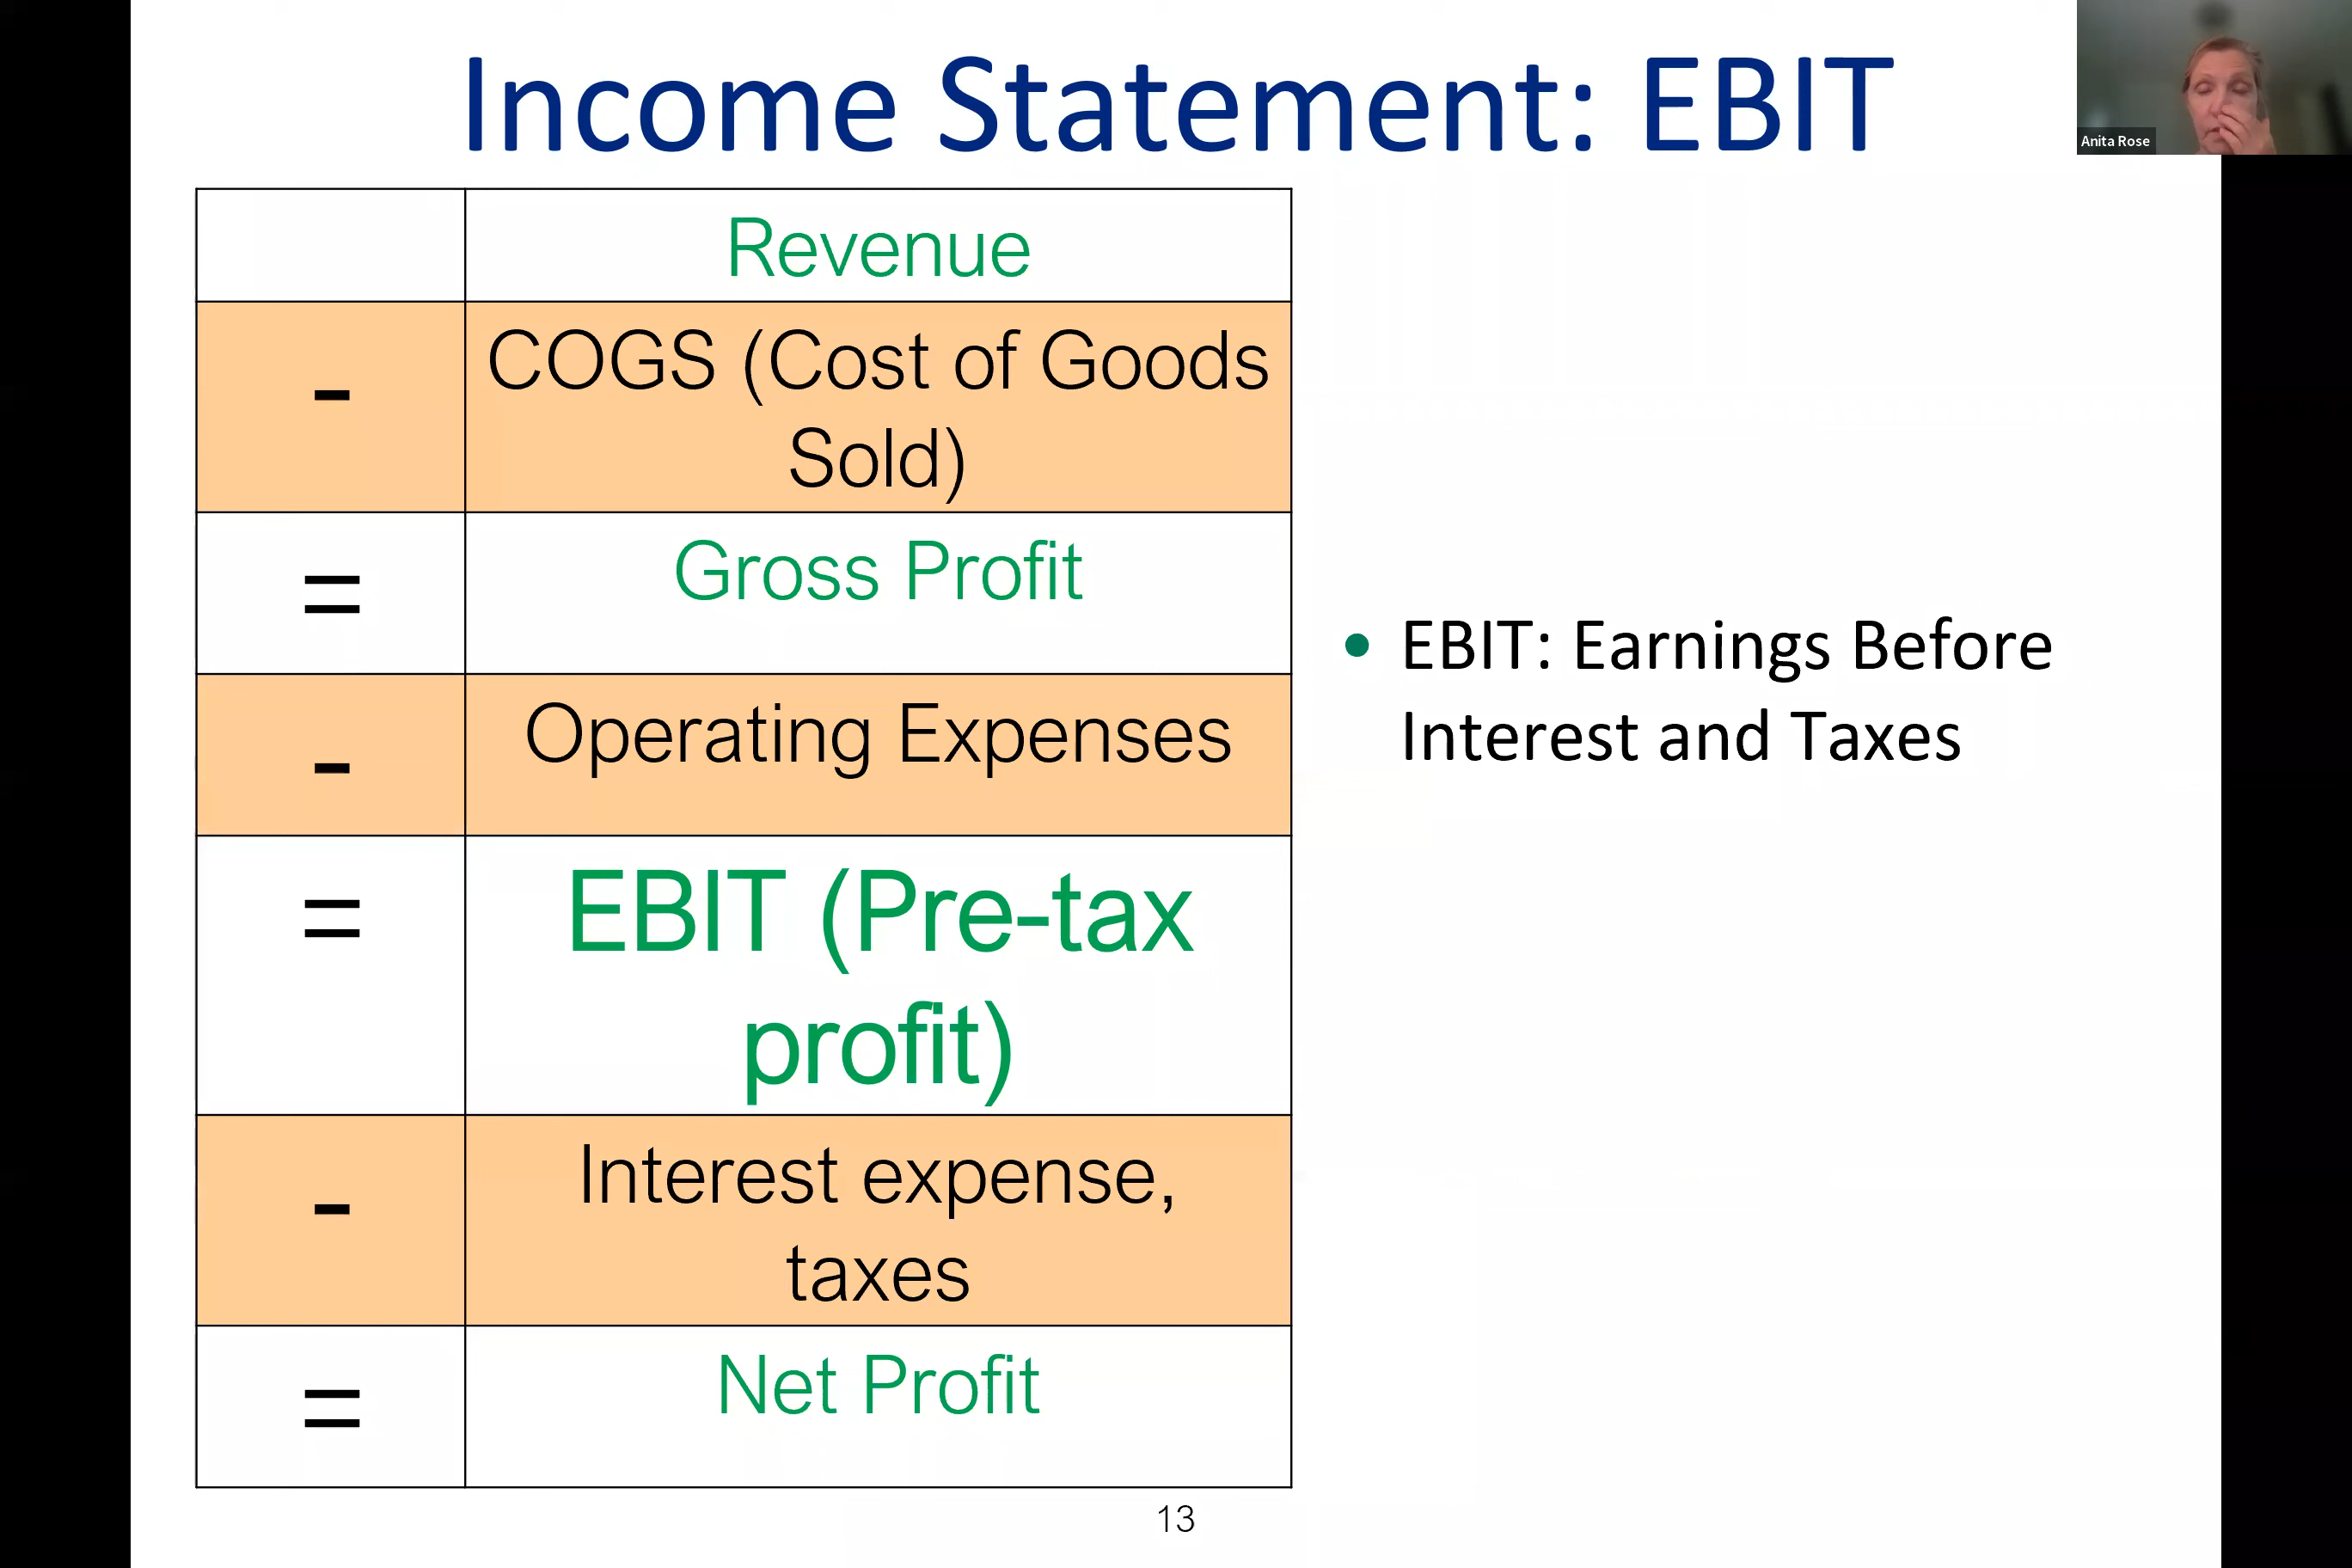 Income Statement: EBIT
Anita Rose
Revenue
-
COGS (Cost of Goods
Sold)
=
Gross Profit
-
Operating Expenses
=
EBIT (Pre-tax
profit)
-
Interest expense,
taxes
=
Net Profit
• EBIT: Earnings Before
Interest and Taxes
13